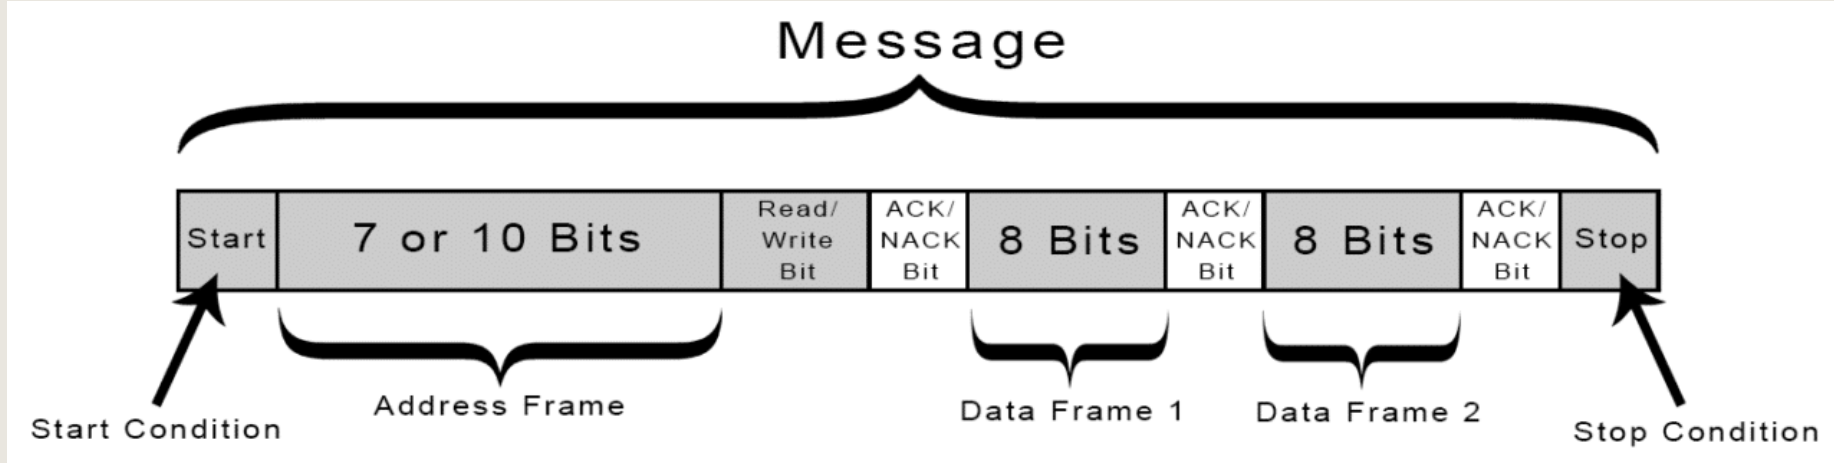 Message
Start
7 or 10 Bits
Read/
Write
Bit
ACK/
NACK
Bit
8 Bits
ACK/
NACK
Bit
8 Bits
ACK/
NACK
Bit
Stop
Start Condition
Address Frame
Data Frame 1
Data Frame 2
Stop Condition